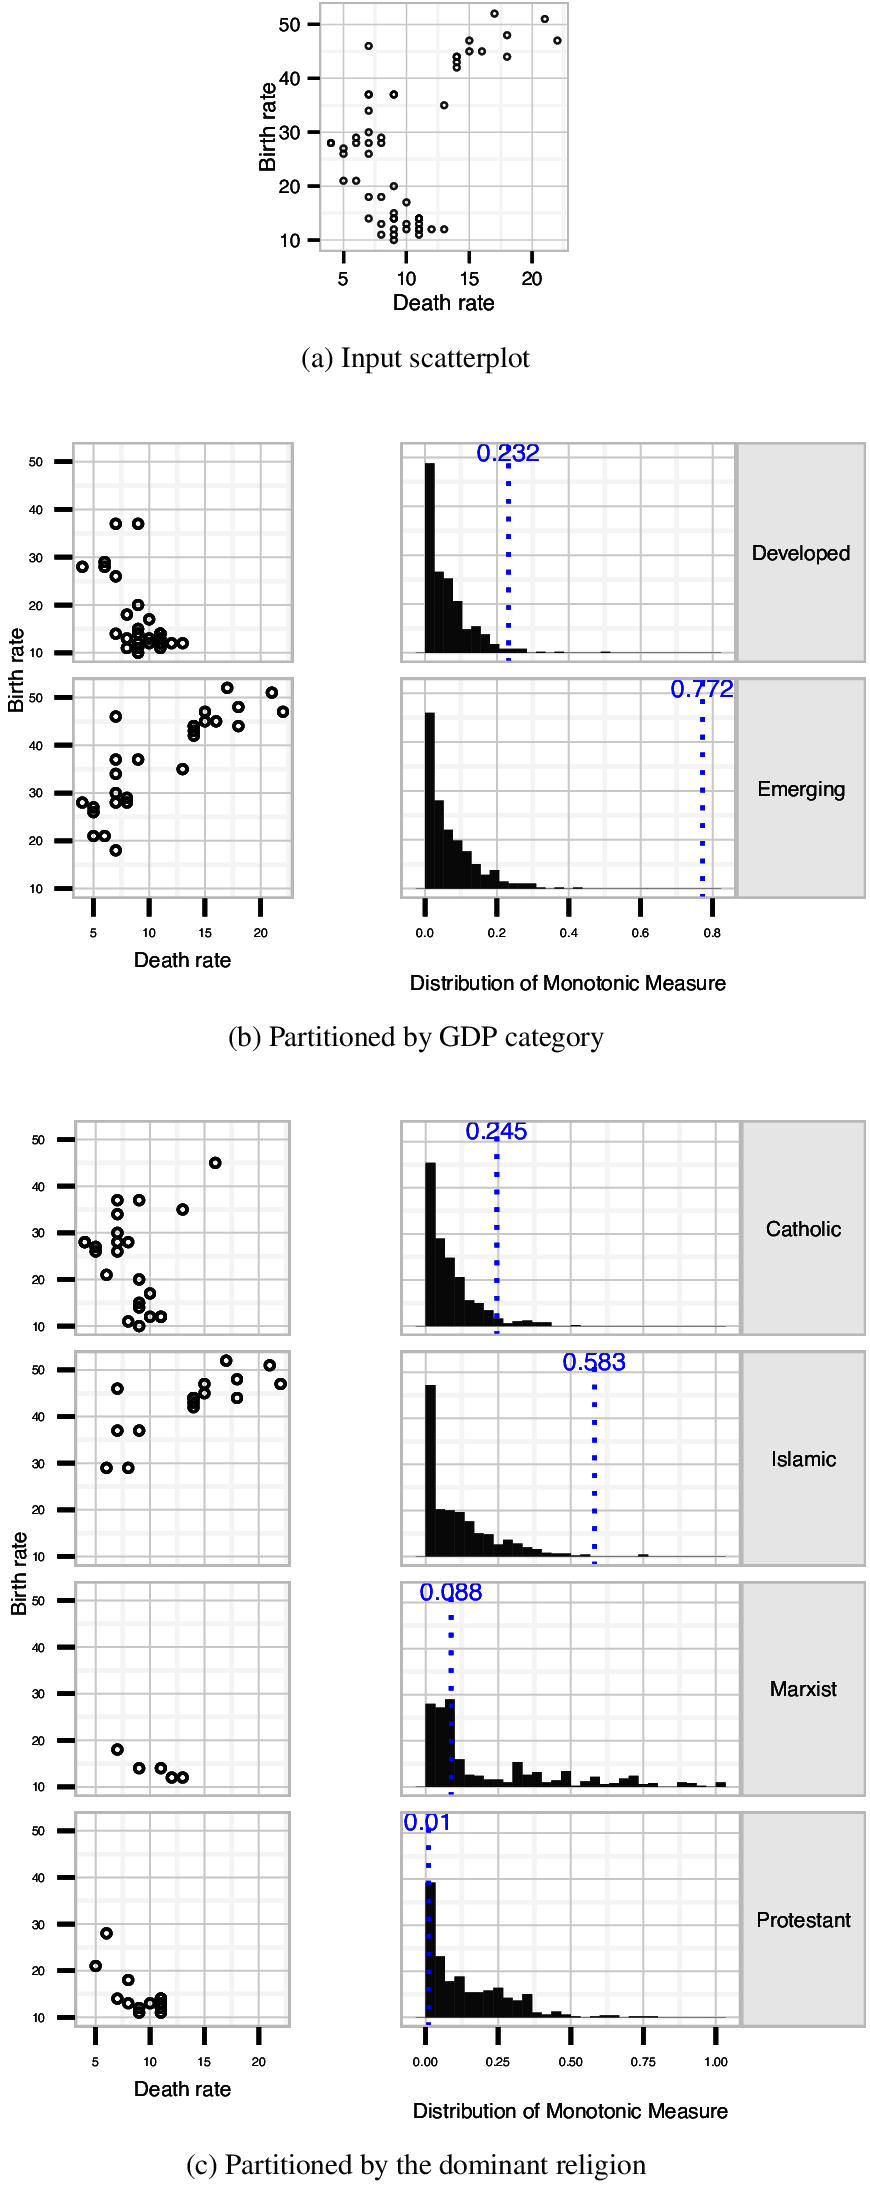 50
40
30
20
10
Birth rate
5 10 15 20
Death rate
(a) Input scatterplot
50
40
30
20
10
0.232
Developed
Birth rate
50
40
30
20
10
0.772
Emerging
5 10 15 20
0.0 0.2 0.4 0.6 0.8
Death rate
Distribution of Monotonic Measure
(b) Partitioned by GDP category
50
40
30
20
10
0.245
Catholic
50
40
30
20
10
0.583
Islamic
Birth rate
50
40
30
20
10
0.088
Marxist
50
40
30
20
10
0.01
Protestant
5 10 15 20
0.00 0.25 0.50 0.75 1.00
Death rate
Distribution of Monotonic Measure
(c) Partitioned by the dominant religion